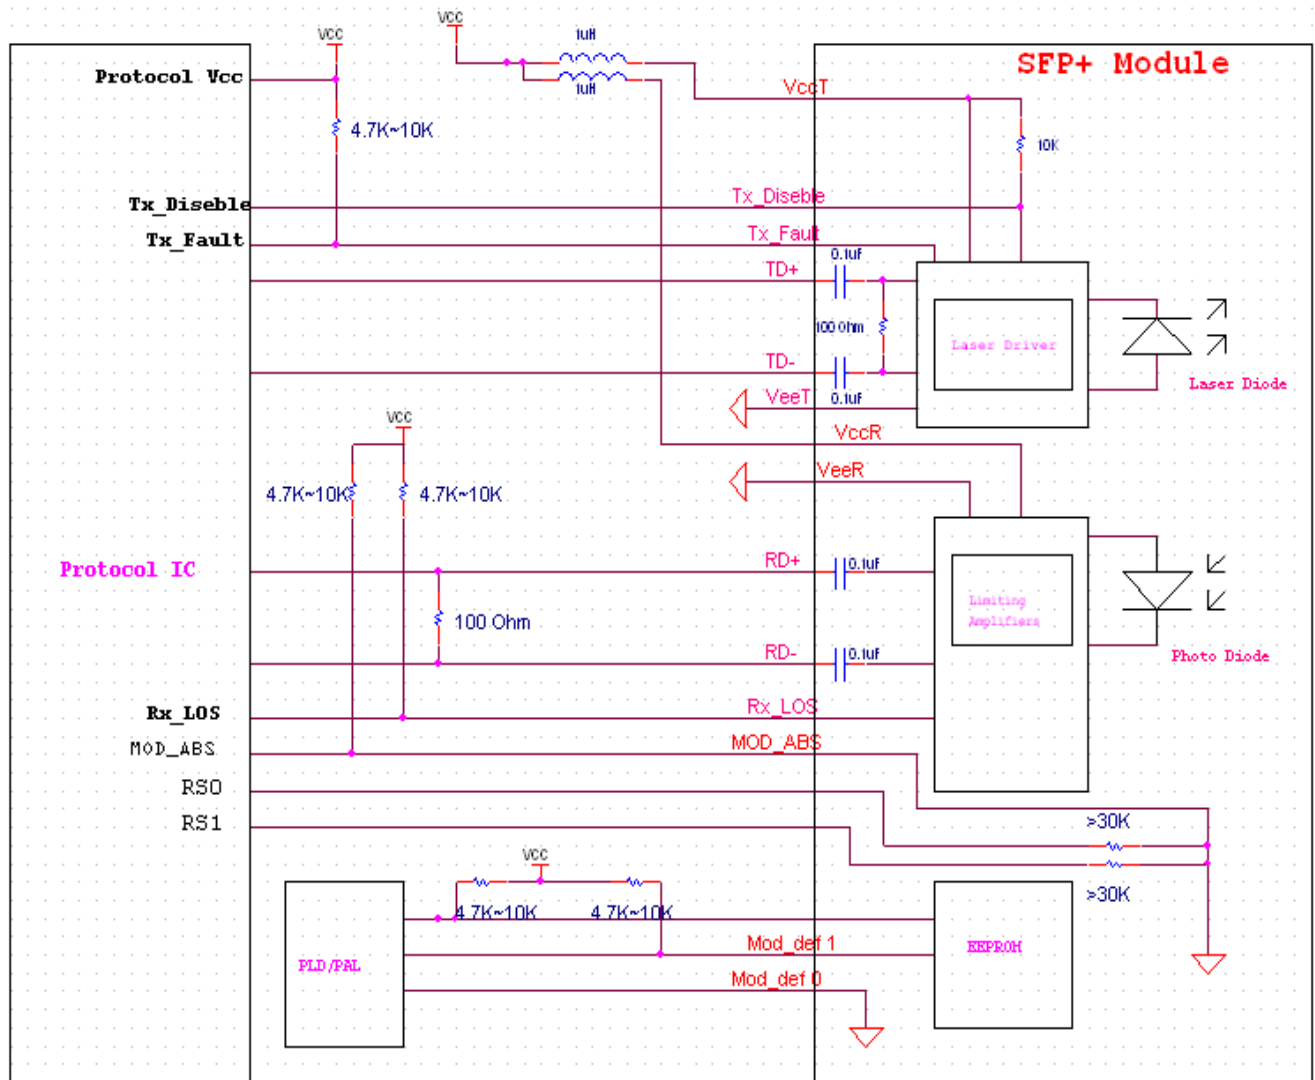 VCC
VCC
1uH
1uH
SFP+ Module
Protocol Vcc
VccT
4.7K~10K
10K
Tx_Diseble
Tx_Diseble
Tx_Fault
Tx_Fault
0.1uF
TD+
100 Ohm
Laser Driver
TD-
Laser Diode
VeeT
0.1uF
VCC
VccR
VeeR
4.7K~10K
4.7K~10K
Protocol IC
RD+
0.1uF
Limiting
Amplifiers
100 Ohm
RD-
0.1uF
Photo Diode
Rx_LOS
Rx_LOS
MOD_ABS
MOD_ABS
RS0
RS1
>30K
VCC
>30K
4.7K~10K
4.7K~10K
Mod_def 1
EEPROM
PLD/PAL
Mod_def 0